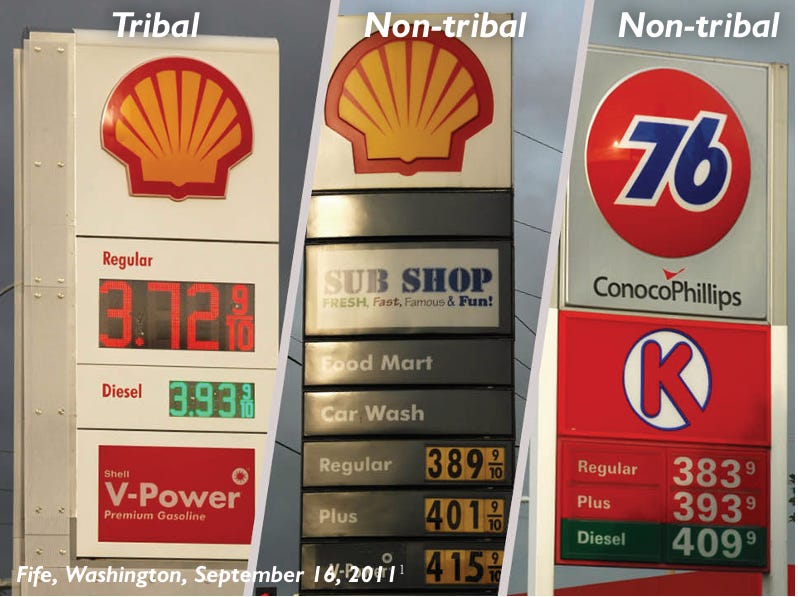 Tribal
Regular
3.72 9/10
Diesel
3.93 9/10
Shell
V-Power
Premium Gasoline
Non-tribal
SUB SHOP
FRESH, Fast, Famous & Fun!
Food Mart
Car Wash
Regular 389 9/10
Plus 401 9/10
V-Power 415 9/10
Non-tribal
76
ConocoPhillips
K
Regular 383 9
Plus 393 9
Diesel 409 9
Fife, Washington, September 16, 2011 1